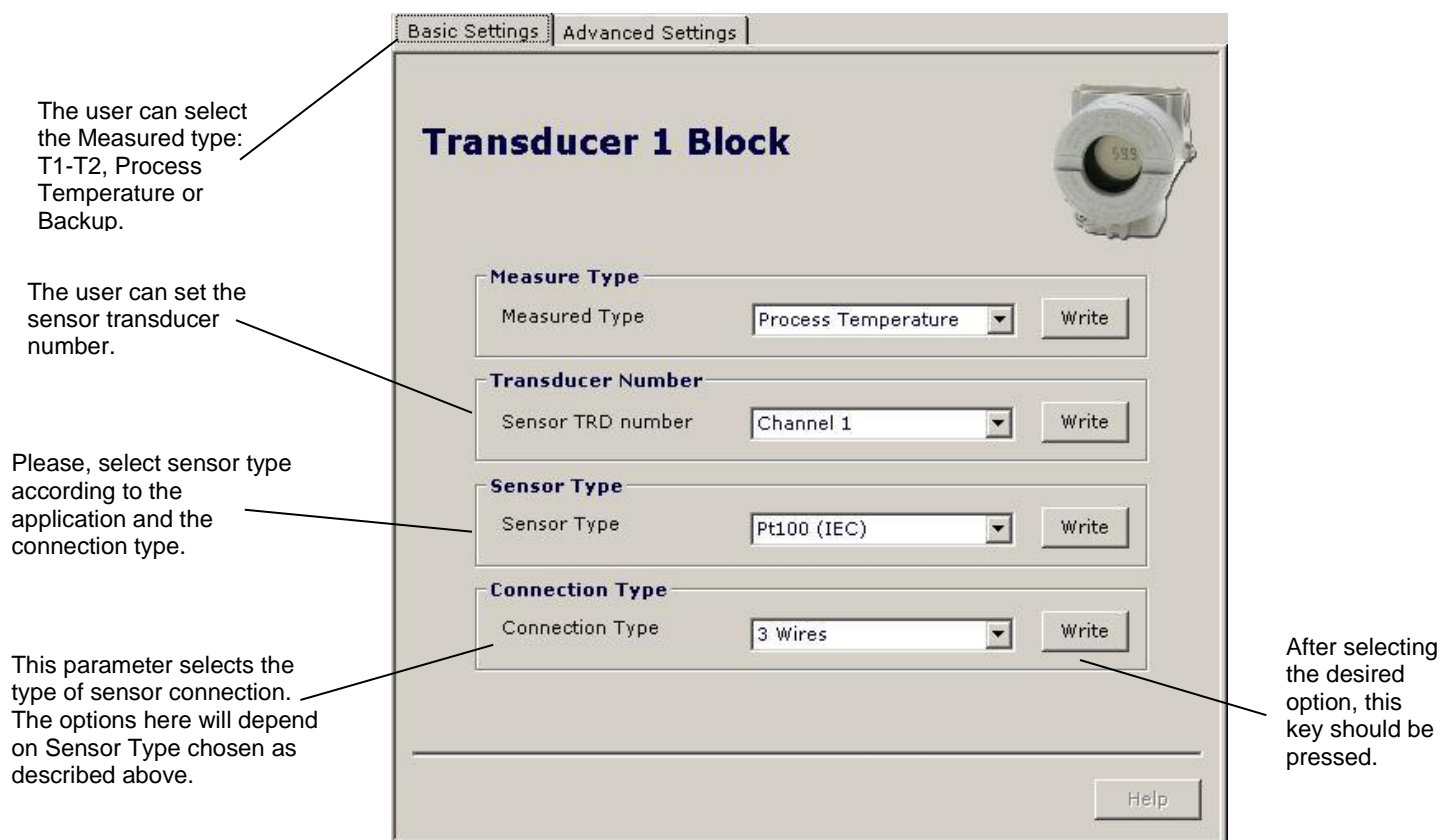 Basic Settings
Advanced Settings
The user can select
the Measured type:
T1-T2, Process
Temperature or
Backup.
Transducer 1 Block
599
The user can set the
sensor transducer
number.
Measure Type
Measured Type
Process Temperature
Write
Transducer Number
Sensor TRD number
Channel 1
Write
Please, select sensor type
according to the
application and the
connection type.
Sensor Type
Sensor Type
Pt100 (IEC)
Write
Connection Type
Connection Type
3 Wires
Write
This parameter selects the
type of sensor connection.
The options here will depend
on Sensor Type chosen as
described above.
After selecting
the desired
option, this
key should be
pressed.
Help